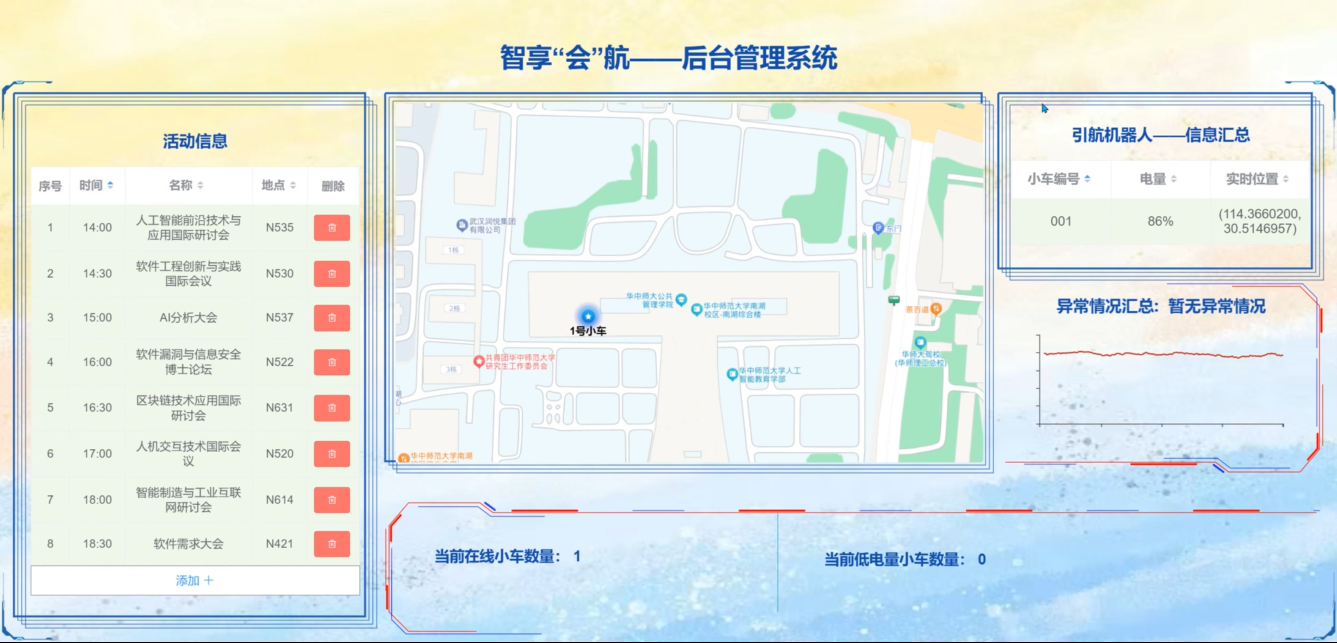 智享“会”航——后台管理系统
活动信息
序号 时间 名称 地点 删除
1 14:00 人工智能前沿技术与
应用国际研讨会 N535
2 14:30 软件工程创新与实践
国际会议 N530
3 15:00 AI分析大会 N537
4 16:00 软件漏洞与信息安全
博士论坛 N522
5 16:30 区块链技术应用国际
研讨会 N631
6 17:00 人机交互技术国际会
议 N520
7 18:00 智能制造与工业互联
网研讨会 N614
8 18:30 软件需求大会 N421
添加 +
武汉润悦集团
有限公司
1栋
2栋
3栋
东门
华中师大公共
管理学院
华中师范大学南湖
校区-南湖综合楼
1号小车
茶百道
共青团华中师范大学
研究生工作委员会
华师大驾校
(华师理工总校)
华中师范大学人工
智能教育学部
华中师范大学南湖
引航机器人——信息汇总
小车编号 电量 实时位置
001 86% (114.3660200,
30.5146957)
异常情况汇总: 暂无异常情况
当前在线小车数量: 1
当前低电量小车数量: 0